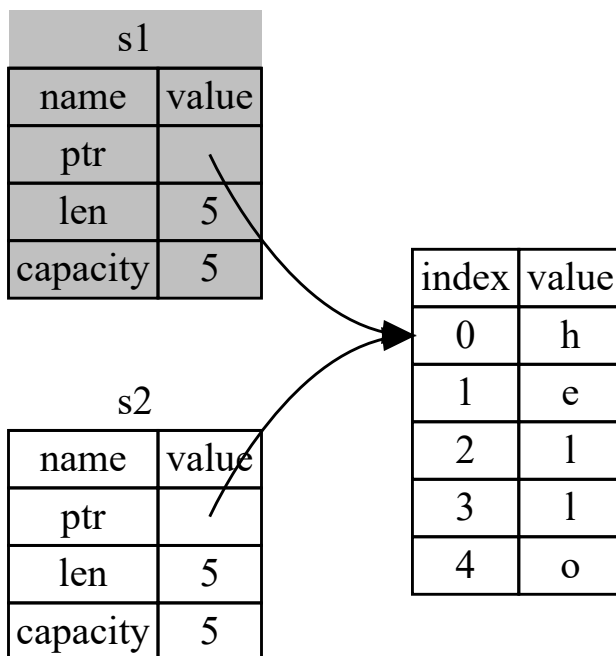 s1
name value
ptr
len 5
capacity 5
s2
name value
ptr
len 5
capacity 5
index value
0 h
1 e
2 l
3 l
4 o